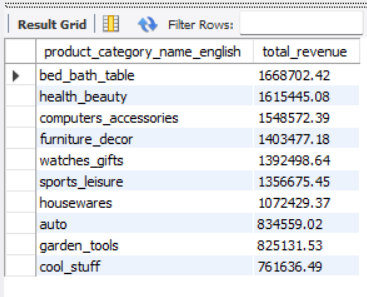 Result Grid Filter Rows:
product_category_name_english total_revenue
bed_bath_table 1668702.42
health_beauty 1615445.08
computers_accessories 1548572.39
furniture_decor 1403477.18
watches_gifts 1392498.64
sports_leisure 1356675.45
housewares 1072429.37
auto 834559.02
garden_tools 825131.53
cool_stuff 761636.49